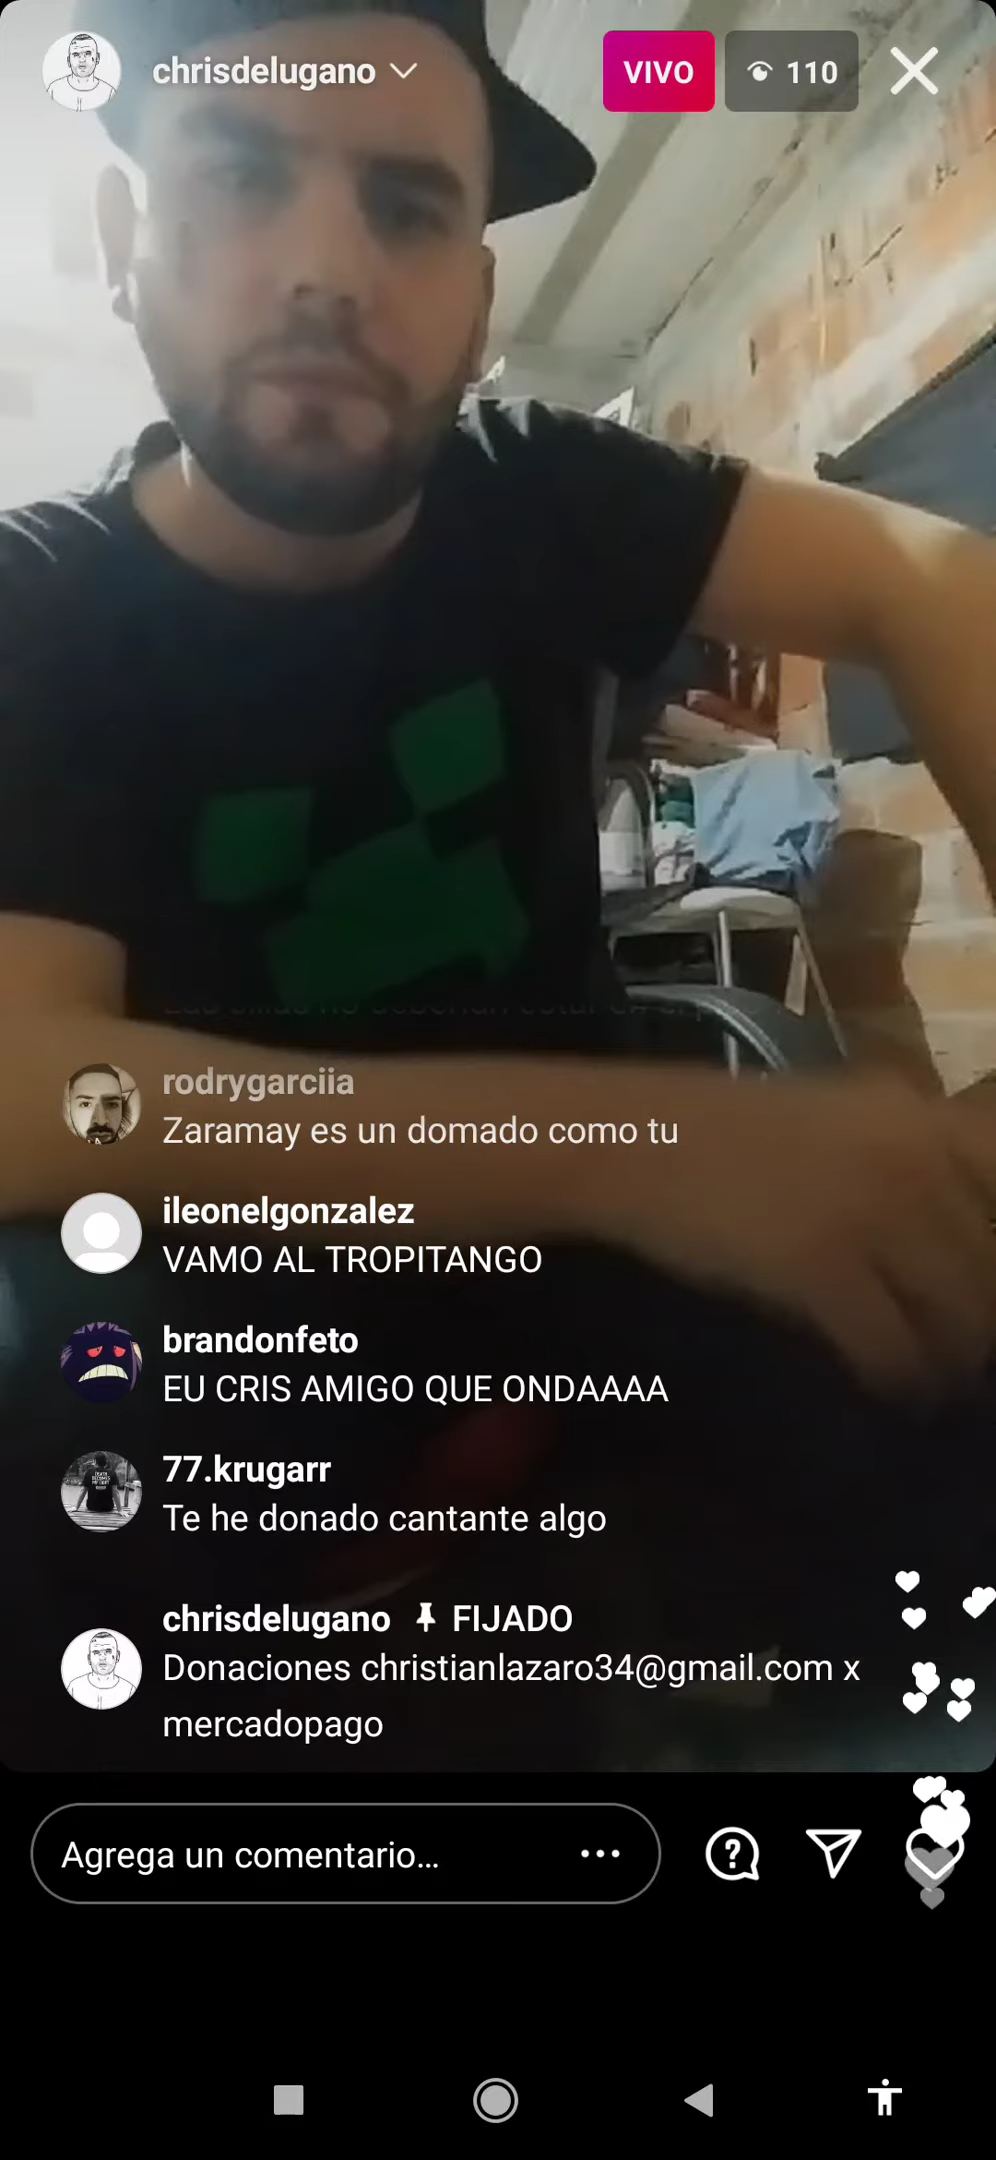 chrisdelugano
VIVO
110
rodrygarciia
Zaramay es un domado como tu
ileonelgonzalez
VAMO AL TROPITANGO
brandonfeto
EU CRIS AMIGO QUE ONDAAAA
77.krugarr
Te he donado cantante algo
chrisdelugano FIJADO
Donaciones christianlazaro34@gmail.com x
mercadopago
Agrega un comentario...